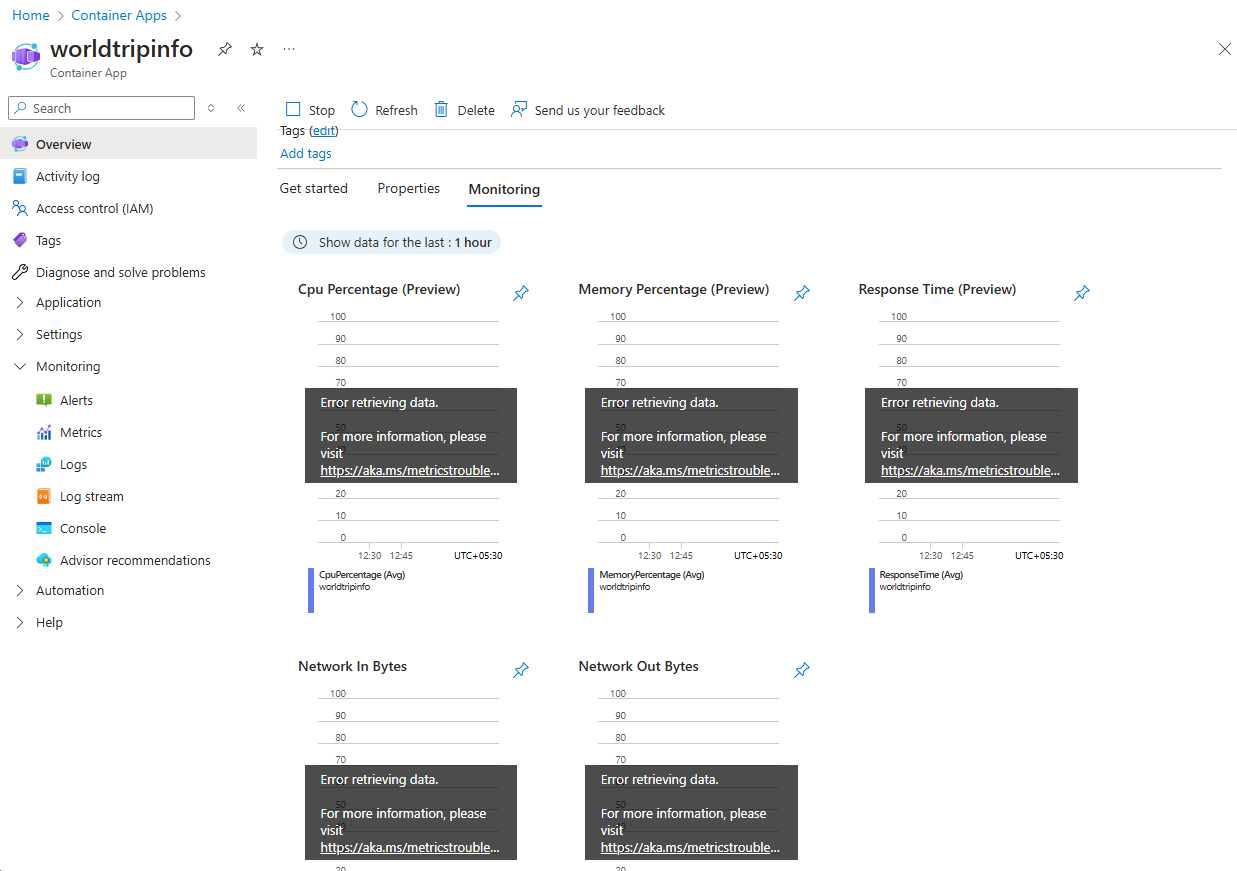 Home > Container Apps >
worldtripinfo
Container App
Search
Overview
Activity log
Access control (IAM)
Tags
Diagnose and solve problems
Application
Settings
Monitoring
Alerts
Metrics
Logs
Log stream
Console
Advisor recommendations
Automation
Help
Stop Refresh Delete Send us your feedback
Tags (edit)
Add tags
Get started Properties Monitoring
Show data for the last : 1 hour
Cpu Percentage (Preview)
100
90
80
70
Error retrieving data.
50
For more information, please
visit
https://aka.ms/metricstrouble...
20
10
0
12:30 12:45 UTC+05:30
CpuPercentage (Avg)
worldtripinfo
Memory Percentage (Preview)
100
90
80
70
Error retrieving data.
50
For more information, please
visit
https://aka.ms/metricstrouble...
20
10
0
12:30 12:45 UTC+05:30
MemoryPercentage (Avg)
worldtripinfo
Response Time (Preview)
100
90
80
70
Error retrieving data.
50
For more information, please
visit
https://aka.ms/metricstrouble...
20
10
0
12:30 12:45 UTC+05:30
ResponseTime (Avg)
worldtripinfo
Network In Bytes
100
90
80
70
Error retrieving data.
50
For more information, please
visit
https://aka.ms/metricstrouble...
20
Network Out Bytes
100
90
80
70
Error retrieving data.
50
For more information, please
visit
https://aka.ms/metricstrouble...
20